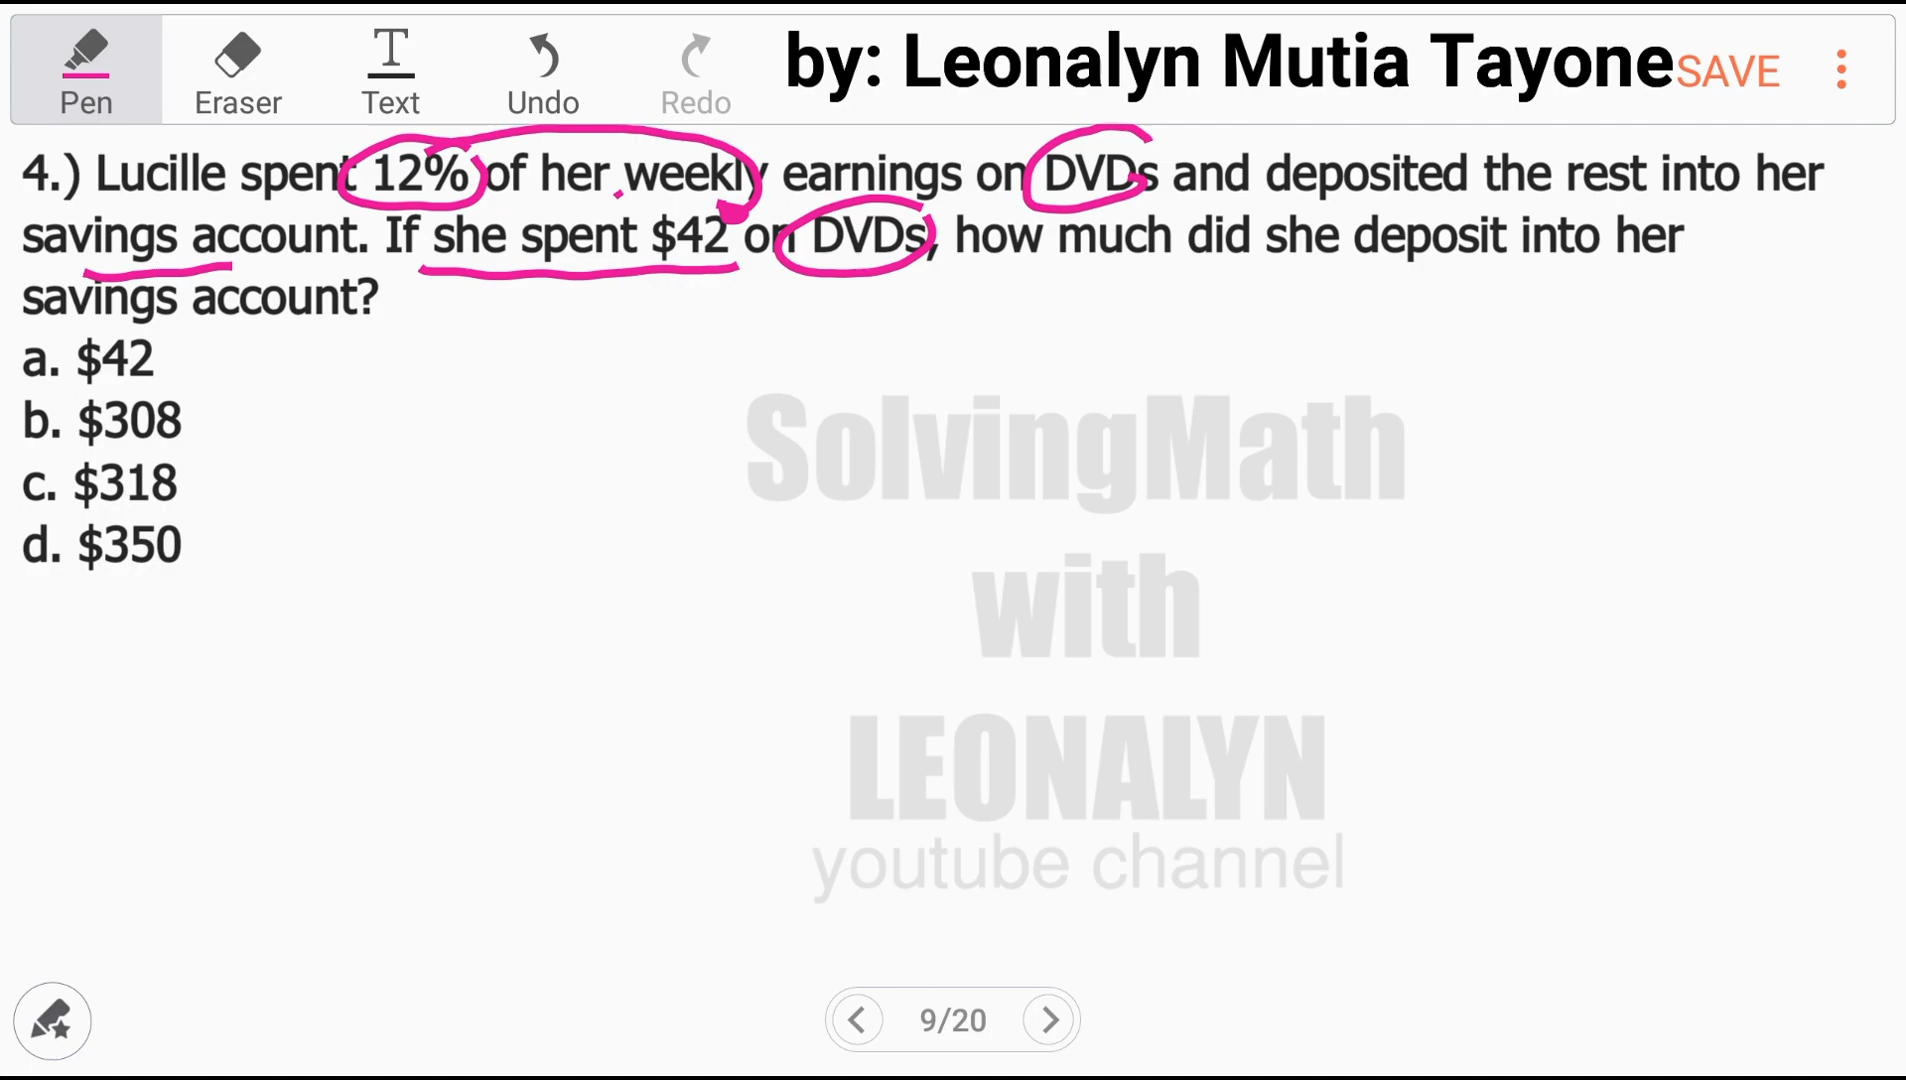 by: Leonalyn Mutia Tayone
SAVE
Pen Eraser Text Undo Redo
4.) Lucille spent 12% of her weekly earnings on DVDs and deposited the rest into her
savings account. If she spent $42 on DVDs, how much did she deposit into her
savings account?
a. $42
b. $308
c. $318
d. $350
SolvingMath
with
LEONALYN
youtube channel
9/20